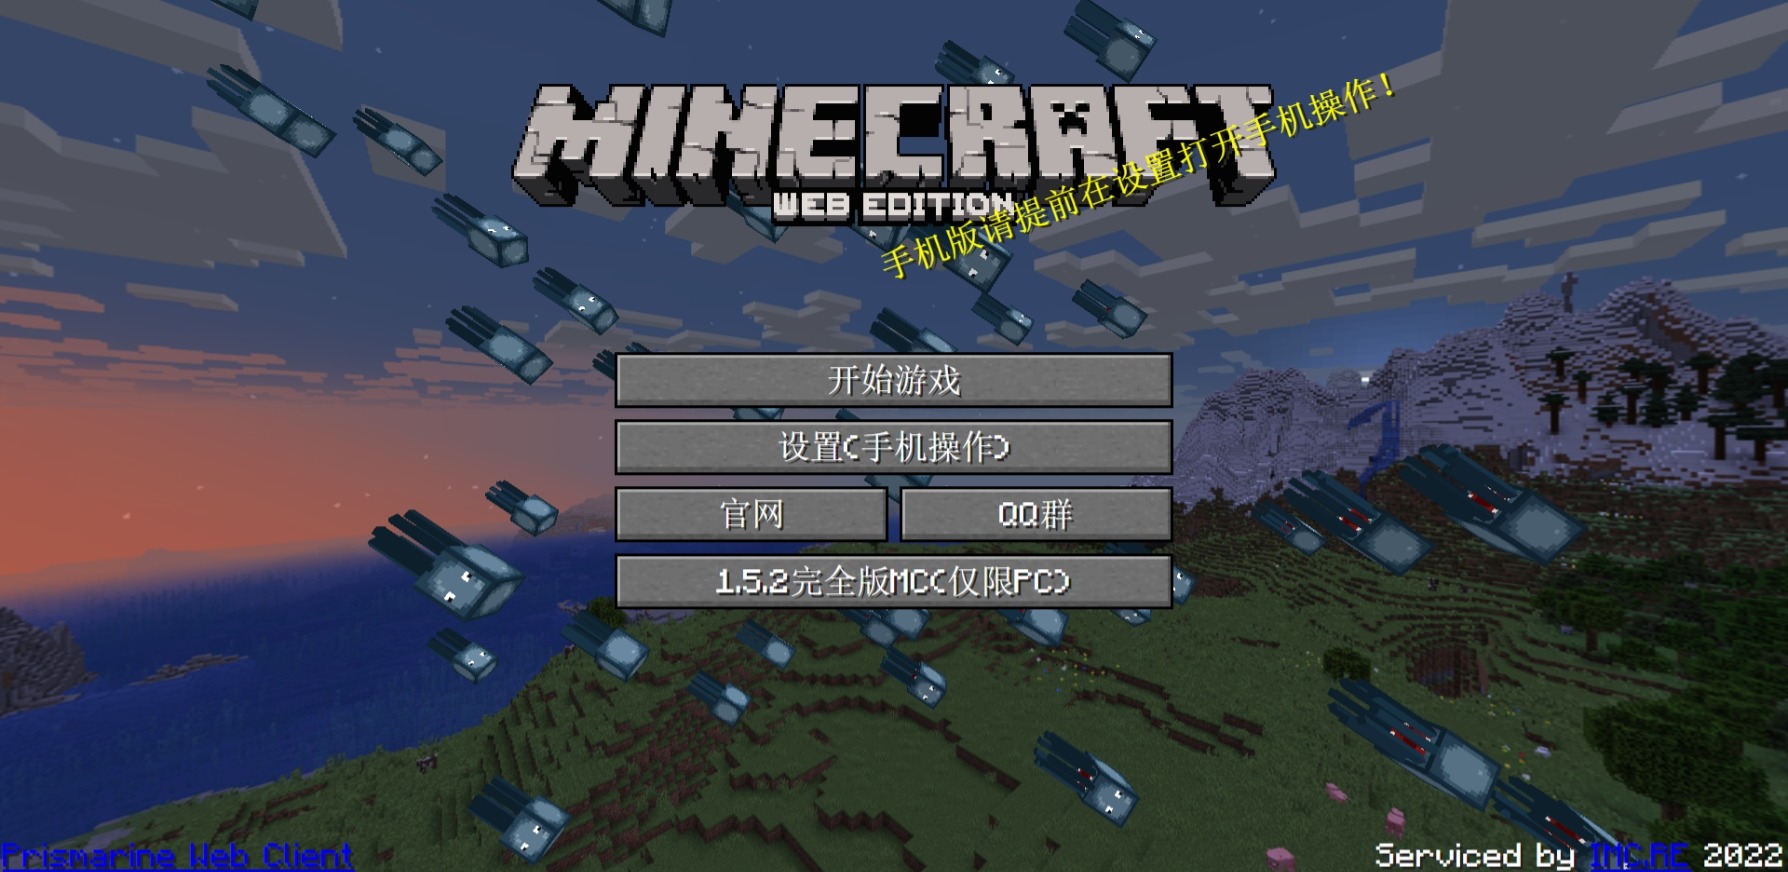 MINECRAFT
WEB EDITION
手机版请提前在设置打开手机操作!
开始游戏
设置(手机操作)
官网
QQ群
1.5.2完全版MC(仅限PC)
Prismarine Web Client
Serviced by IMC.RE 2022